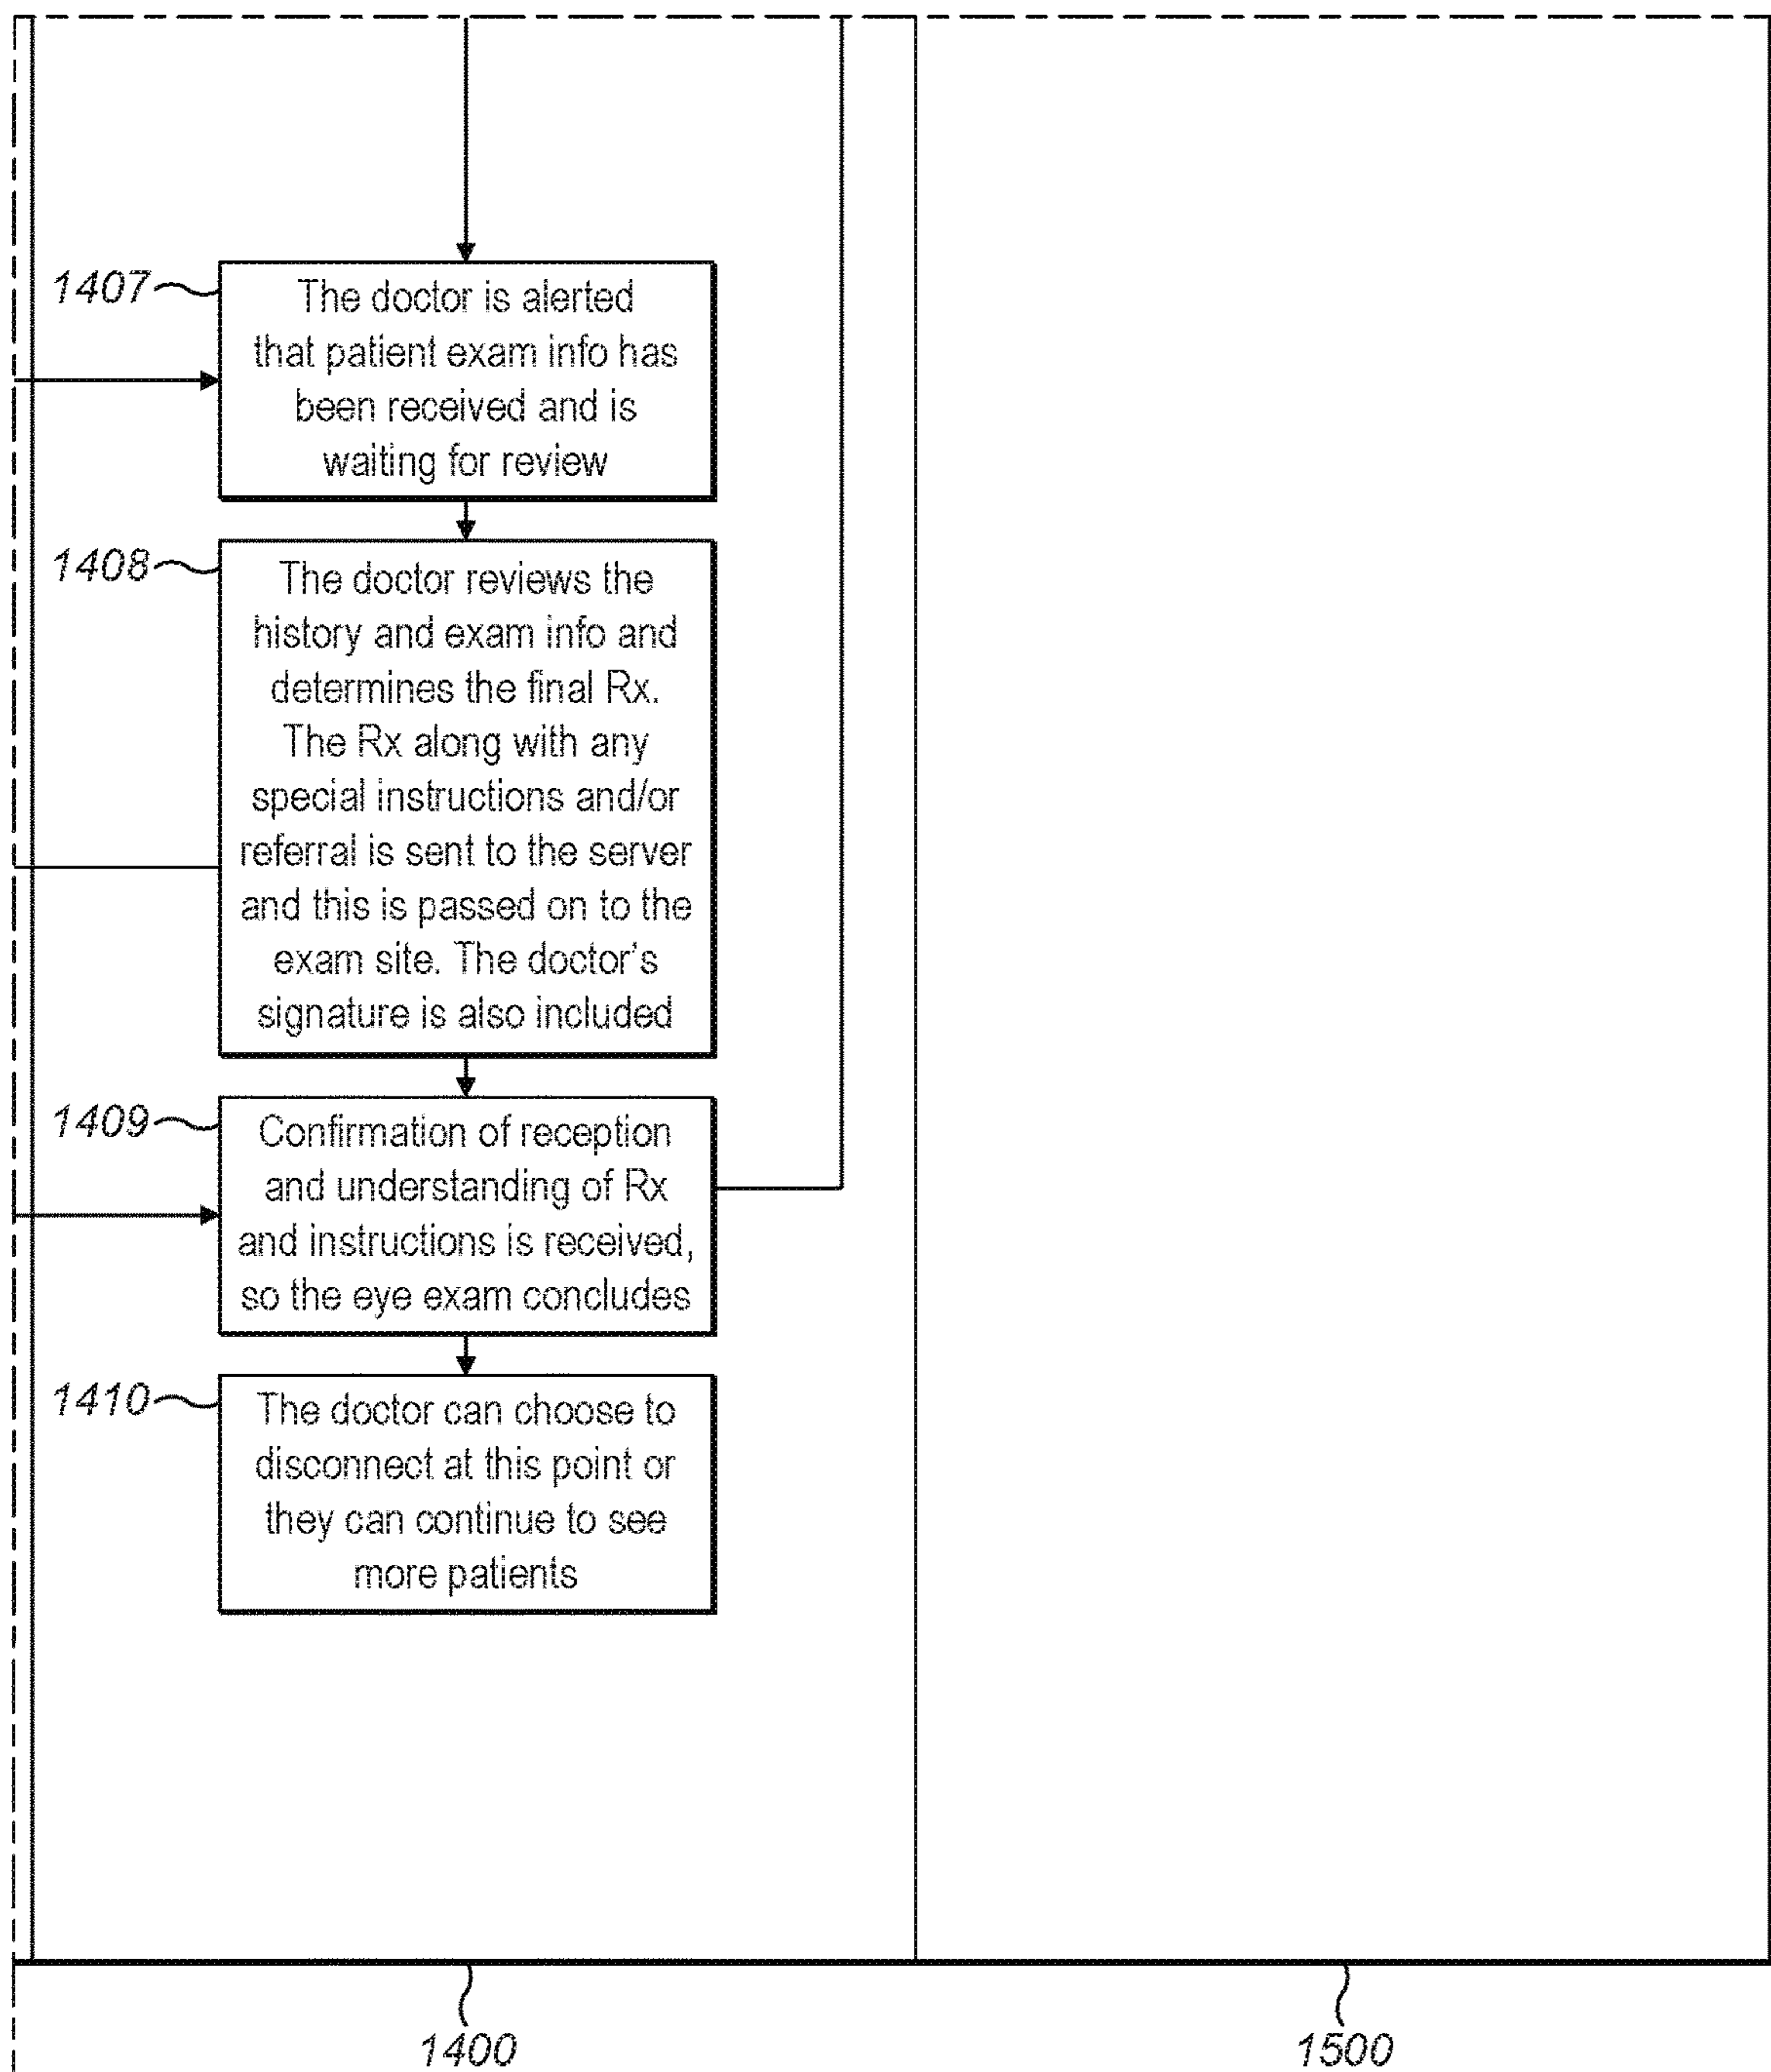 1407
The doctor is alerted
that patient exam info has
been received and is
waiting for review
1408
The doctor reviews the
history and exam info and
determines the final Rx.
The Rx along with any
special instructions and/or
referral is sent to the server
and this is passed on to the
exam site. The doctor's
signature is also included
1409
Confirmation of reception
and understanding of Rx
and instructions is received,
so the eye exam concludes
1410
The doctor can choose to
disconnect at this point or
they can continue to see
more patients
1400
1500